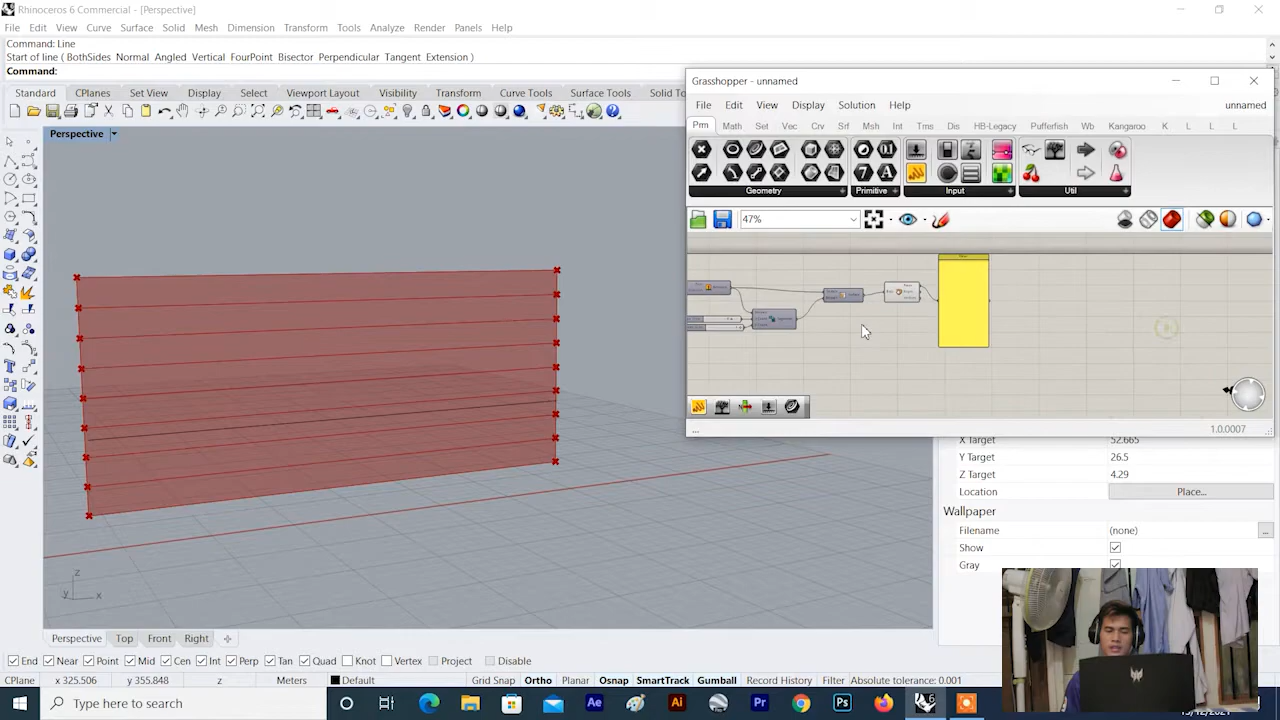 Rhinoceros 6 Commercial - [Perspective]
File Edit View Curve Surface Solid Mesh Dimension Transform Tools Analyze Render Panels Help
Command: Line
Start of line ( BothSides Normal Angled Vertical FourPoint Bisector Perpendicular Tangent Extension )
Command:
Standard CPlanes Set View Display Select Viewport Layout Visibility Transform Curve Tools Surface Tools Solid To
Perspective
Grasshopper - unnamed
File Edit View Display Solution Help unnamed
Prm Math Set Vec Crv Srf Msh Int Trns Dis HB-Legacy Pufferfish Wb Kangaroo K L L L
Geometry Primitive Input Util
47%
1.0.0007
X Target 52.665
Y Target 26.5
Z Target 4.29
Location Place...
Wallpaper
Filename (none) ...
Show
Gray
z
y x
Perspective Top Front Right
End Near Point Mid Cen Int Perp Tan Quad Knot Vertex Project Disable
CPlane x 325.506 y 355.848 z Meters Default Grid Snap Ortho Planar Osnap SmartTrack Gumball Record History Filter Absolute tolerance: 0.001
Type here to search